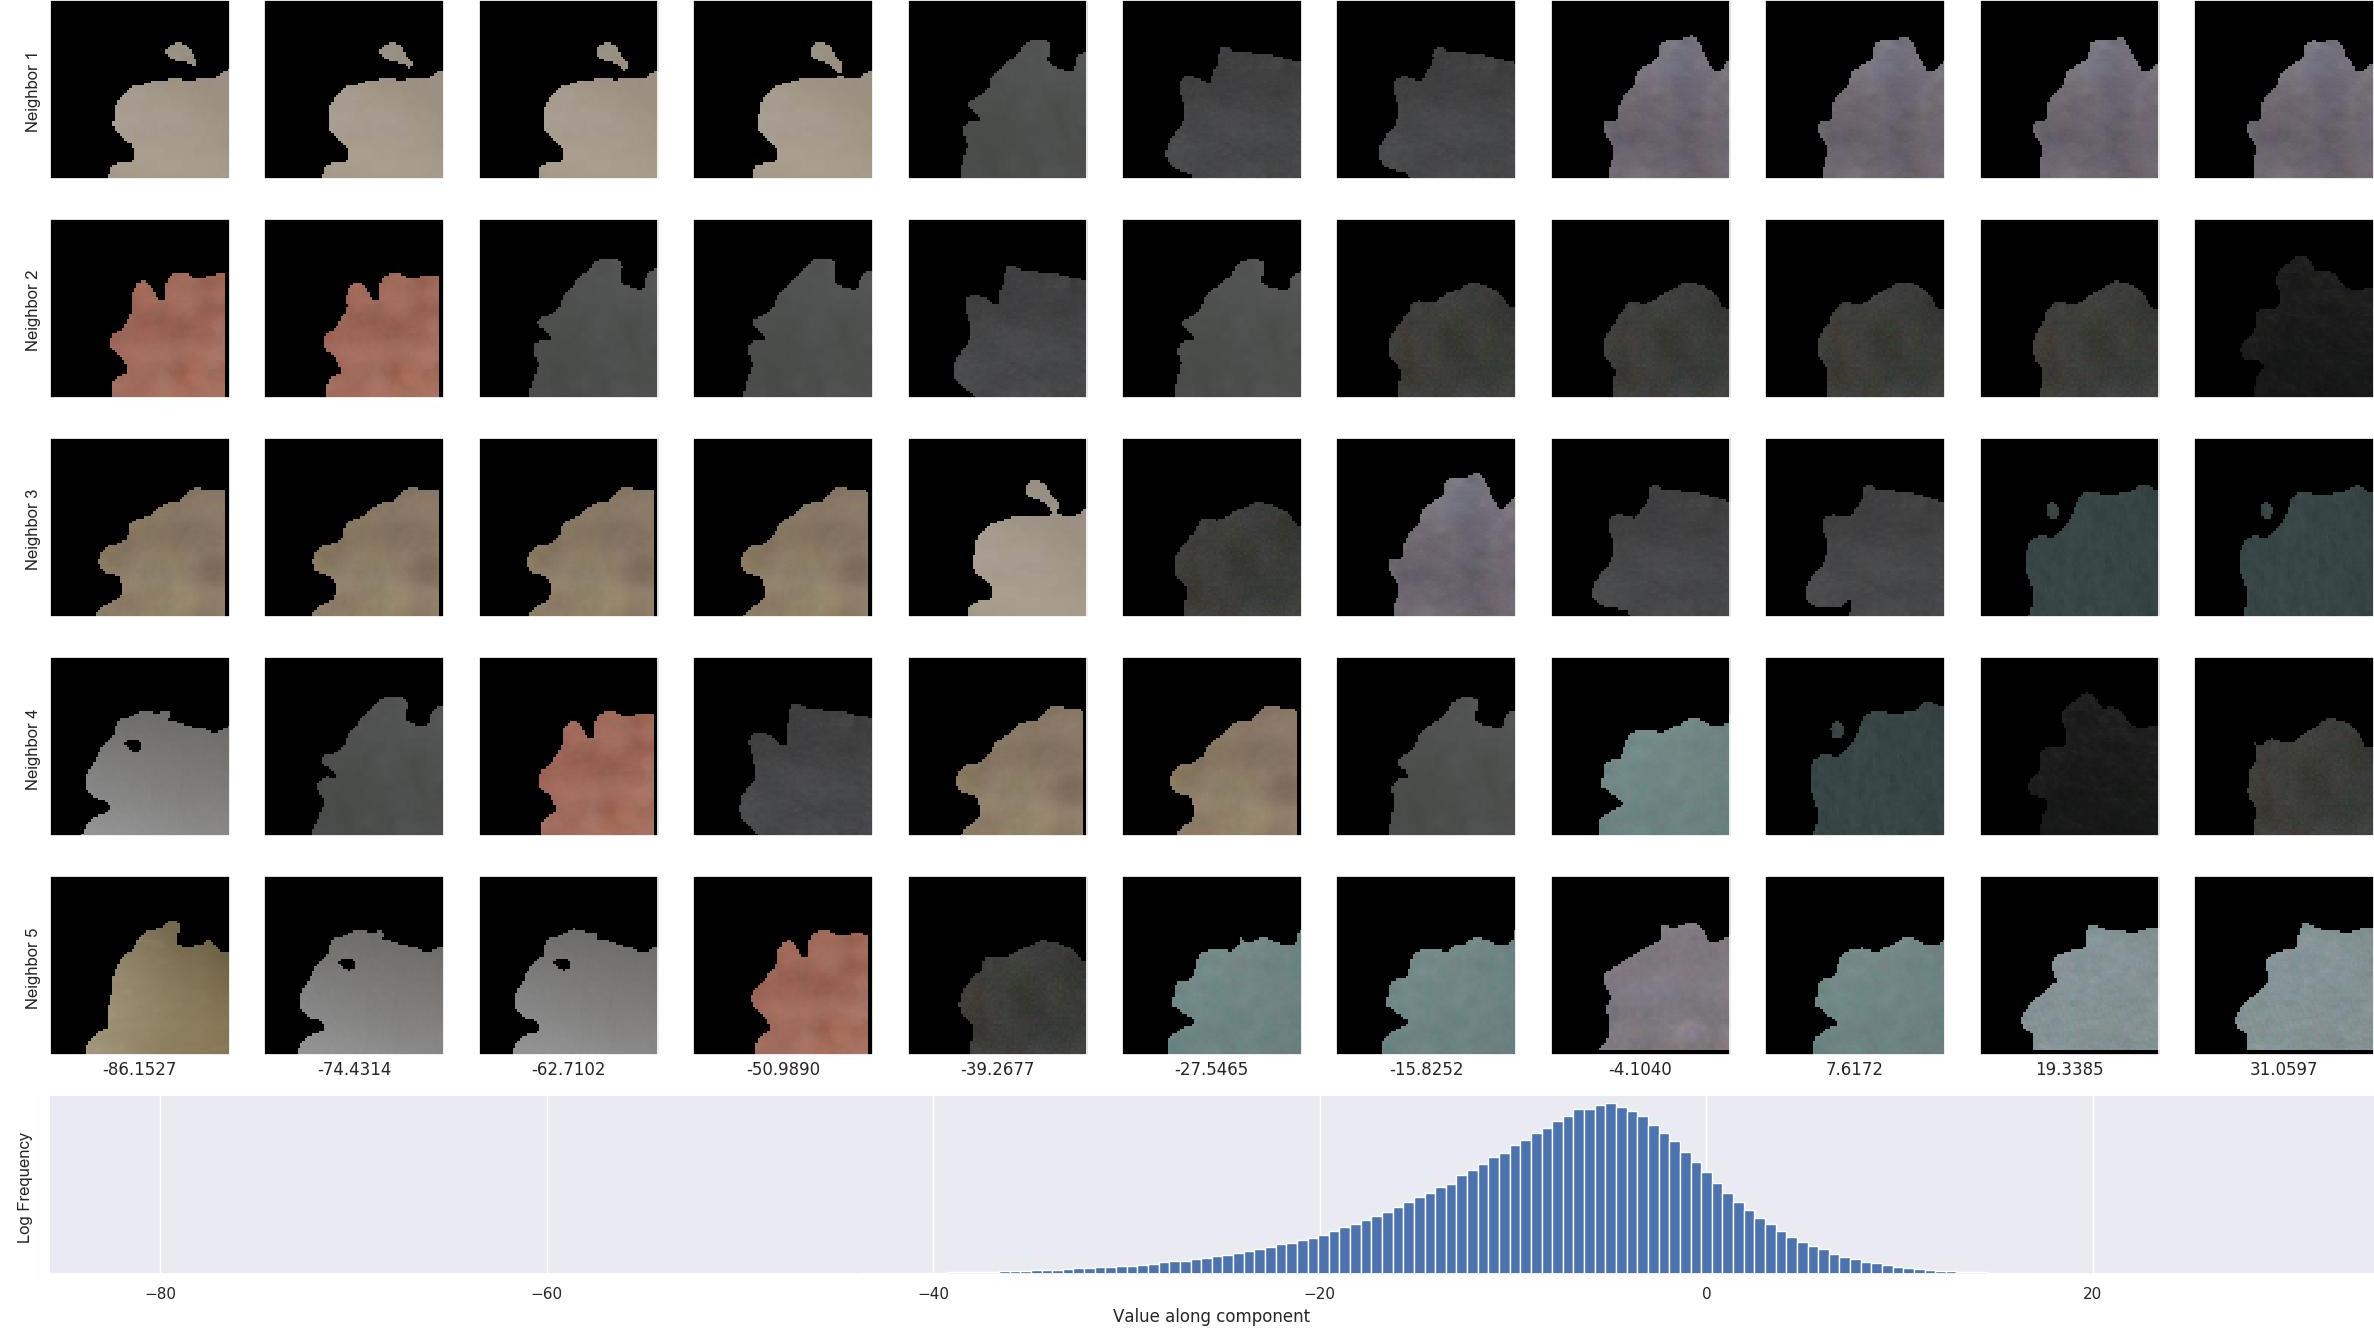 Neighbor 1
Neighbor 2
Neighbor 3
Neighbor 4
Neighbor 5
-86.1527 -74.4314 -62.7102 -50.9890 -39.2677 -27.5465 -15.8252 -4.1040 7.6172 19.3385 31.0597
Log Frequency
−80 −60 −40 −20 0 20
Value along component